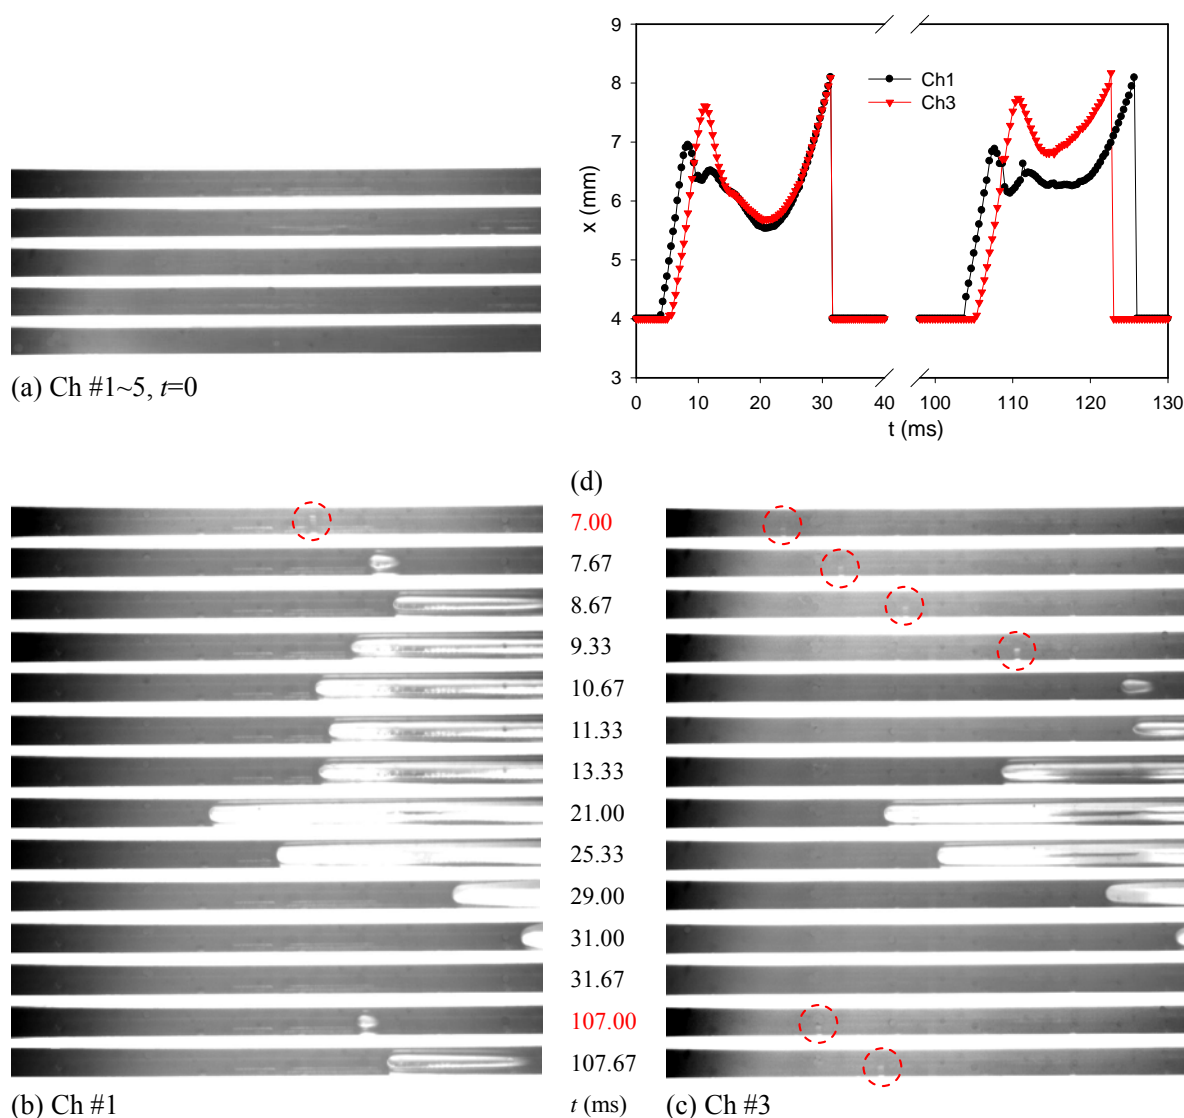 9
8
7
6
5
4
3
x (mm)
Ch1
Ch3
0 10 20 30 40 100 110 120 130
t (ms)
(a) Ch #1~5, t=0
(d)
7.00
7.67
8.67
9.33
10.67
11.33
13.33
21.00
25.33
29.00
31.00
31.67
107.00
107.67
(b) Ch #1
t (ms)
(c) Ch #3